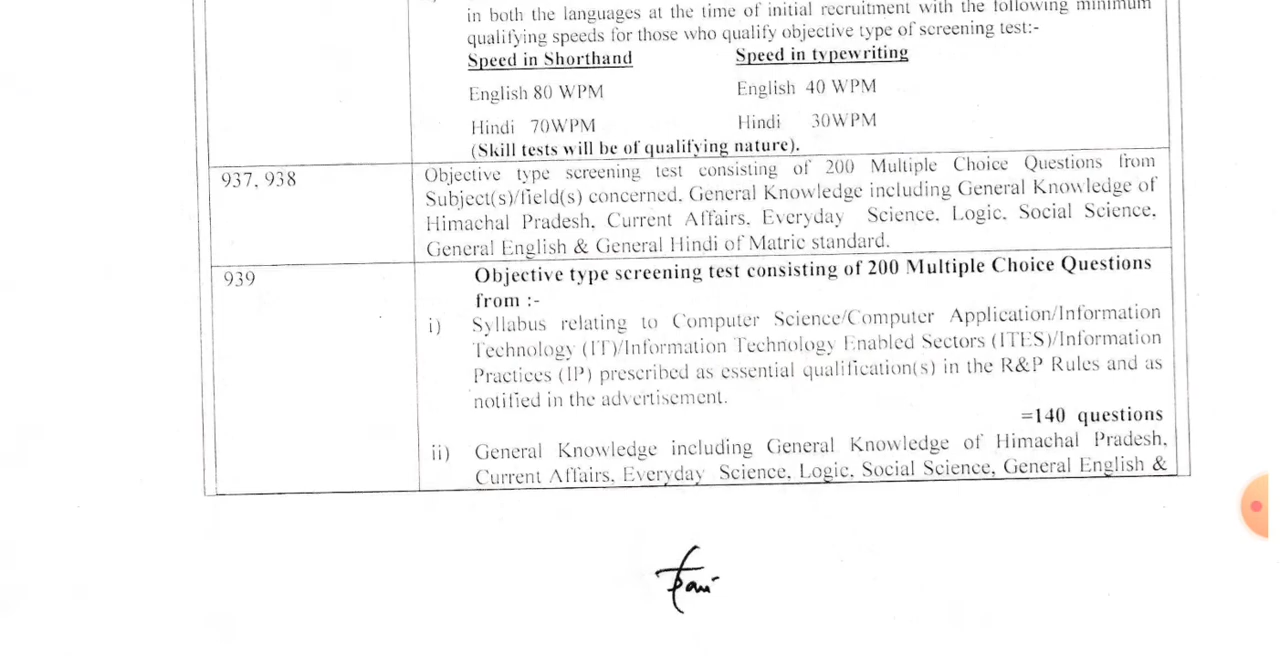 in both the languages at the time of initial recruitment with the following minimum
qualifying speeds for those who qualify objective type of screening test:-
Speed in Shorthand Speed in typewriting
English 80 WPM English 40 WPM
Hindi 70WPM Hindi 30WPM
(Skill tests will be of qualifying nature).
937, 938
Objective type screening test consisting of 200 Multiple Choice Questions from
Subject(s)/field(s) concerned, General Knowledge including General Knowledge of
Himachal Pradesh, Current Affairs, Everyday Science, Logic, Social Science,
General English & General Hindi of Matric standard.
939
Objective type screening test consisting of 200 Multiple Choice Questions
from :-
i) Syllabus relating to Computer Science/Computer Application/Information
Technology (IT)/Information Technology Enabled Sectors (ITES)/Information
Practices (IP) prescribed as essential qualification(s) in the R&P Rules and as
notified in the advertisement.
=140 questions
ii) General Knowledge including General Knowledge of Himachal Pradesh,
Current Affairs, Everyday Science, Logic, Social Science, General English &